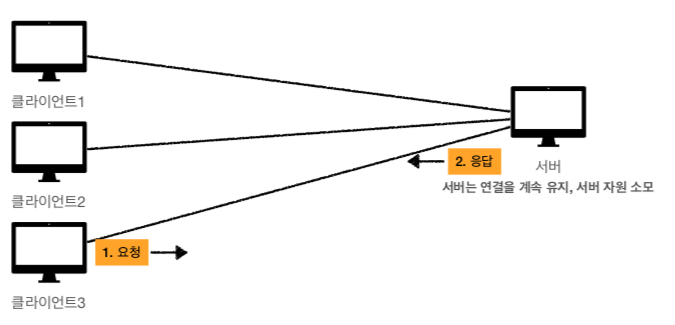 클라이언트1
클라이언트2
1. 요청
클라이언트3
2. 응답
서버
서버는 연결을 계속 유지, 서버 자원 소모